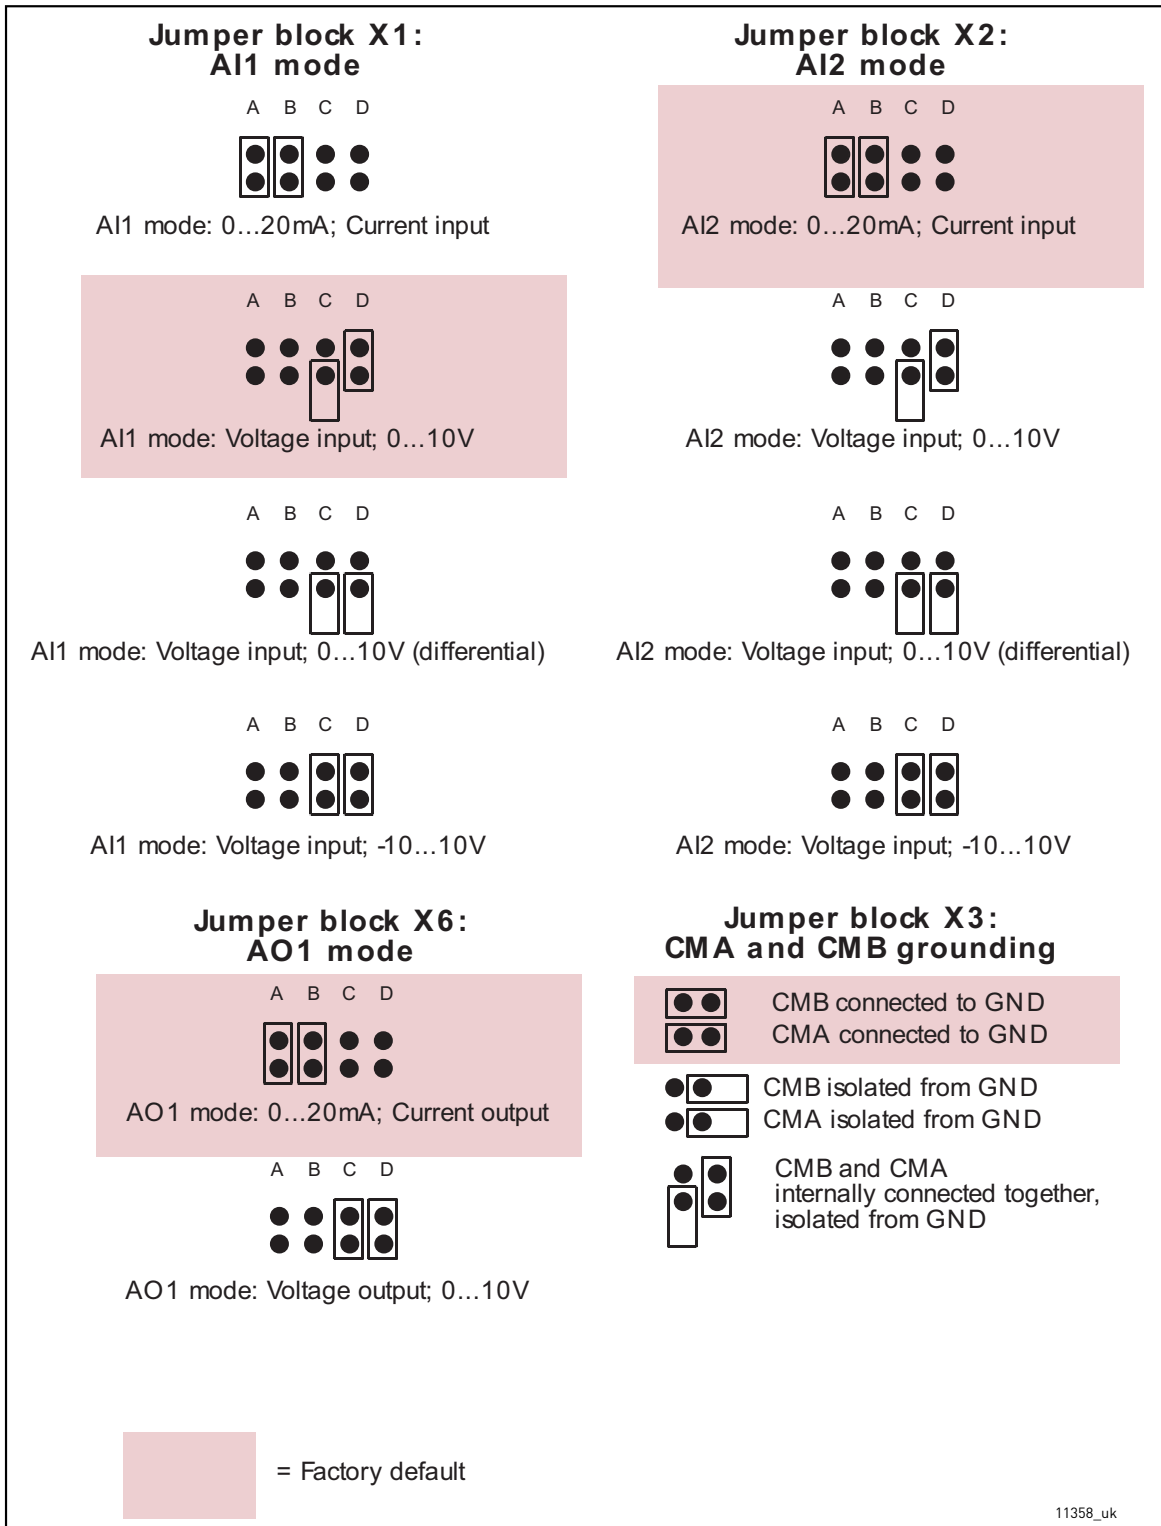 Jumper block X1:
AI1 mode
A B C D
AI1 mode: 0...20mA; Current input
A B C D
AI1 mode: Voltage input; 0...10V
A B C D
AI1 mode: Voltage input; 0...10V (differential)
A B C D
AI1 mode: Voltage input; -10...10V
Jumper block X2:
AI2 mode
A B C D
AI2 mode: 0...20mA; Current input
A B C D
AI2 mode: Voltage input; 0...10V
A B C D
AI2 mode: Voltage input; 0...10V (differential)
A B C D
AI2 mode: Voltage input; -10...10V
Jumper block X6:
AO1 mode
A B C D
AO1 mode: 0...20mA; Current output
A B C D
AO1 mode: Voltage output; 0...10V
Jumper block X3:
CMA and CMB grounding
CMB connected to GND
CMA connected to GND
CMB isolated from GND
CMA isolated from GND
CMB and CMA
internally connected together,
isolated from GND
= Factory default
11358_uk